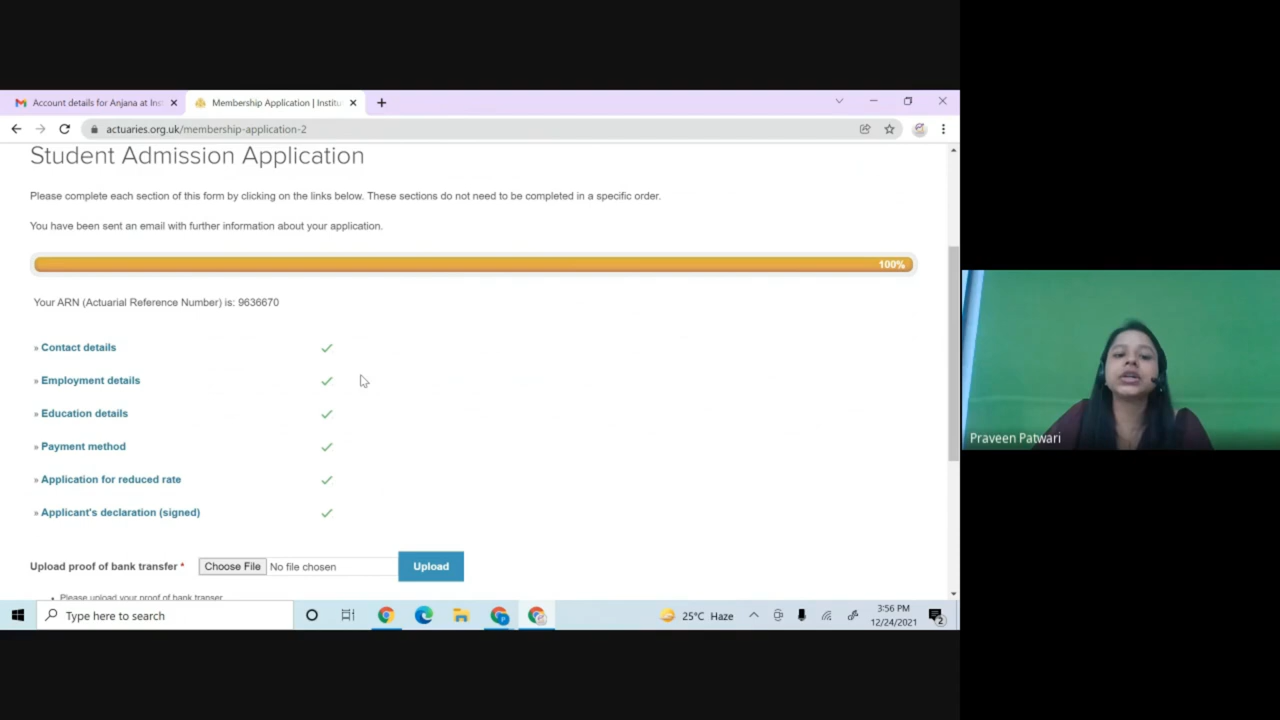 Account details for Anjana at Ins
Membership Application | Institu
actuaries.org.uk/membership-application-2
Student Admission Application
Please complete each section of this form by clicking on the links below. These sections do not need to be completed in a specific order.
You have been sent an email with further information about your application.
100%
Your ARN (Actuarial Reference Number) is: 9636670
» Contact details
» Employment details
» Education details
» Payment method
» Application for reduced rate
» Applicant's declaration (signed)
Upload proof of bank transfer * Choose File No file chosen Upload
• Please upload your proof of bank transfer
Praveen Patwari
Type here to search
25°C Haze
3:56 PM
12/24/2021
2